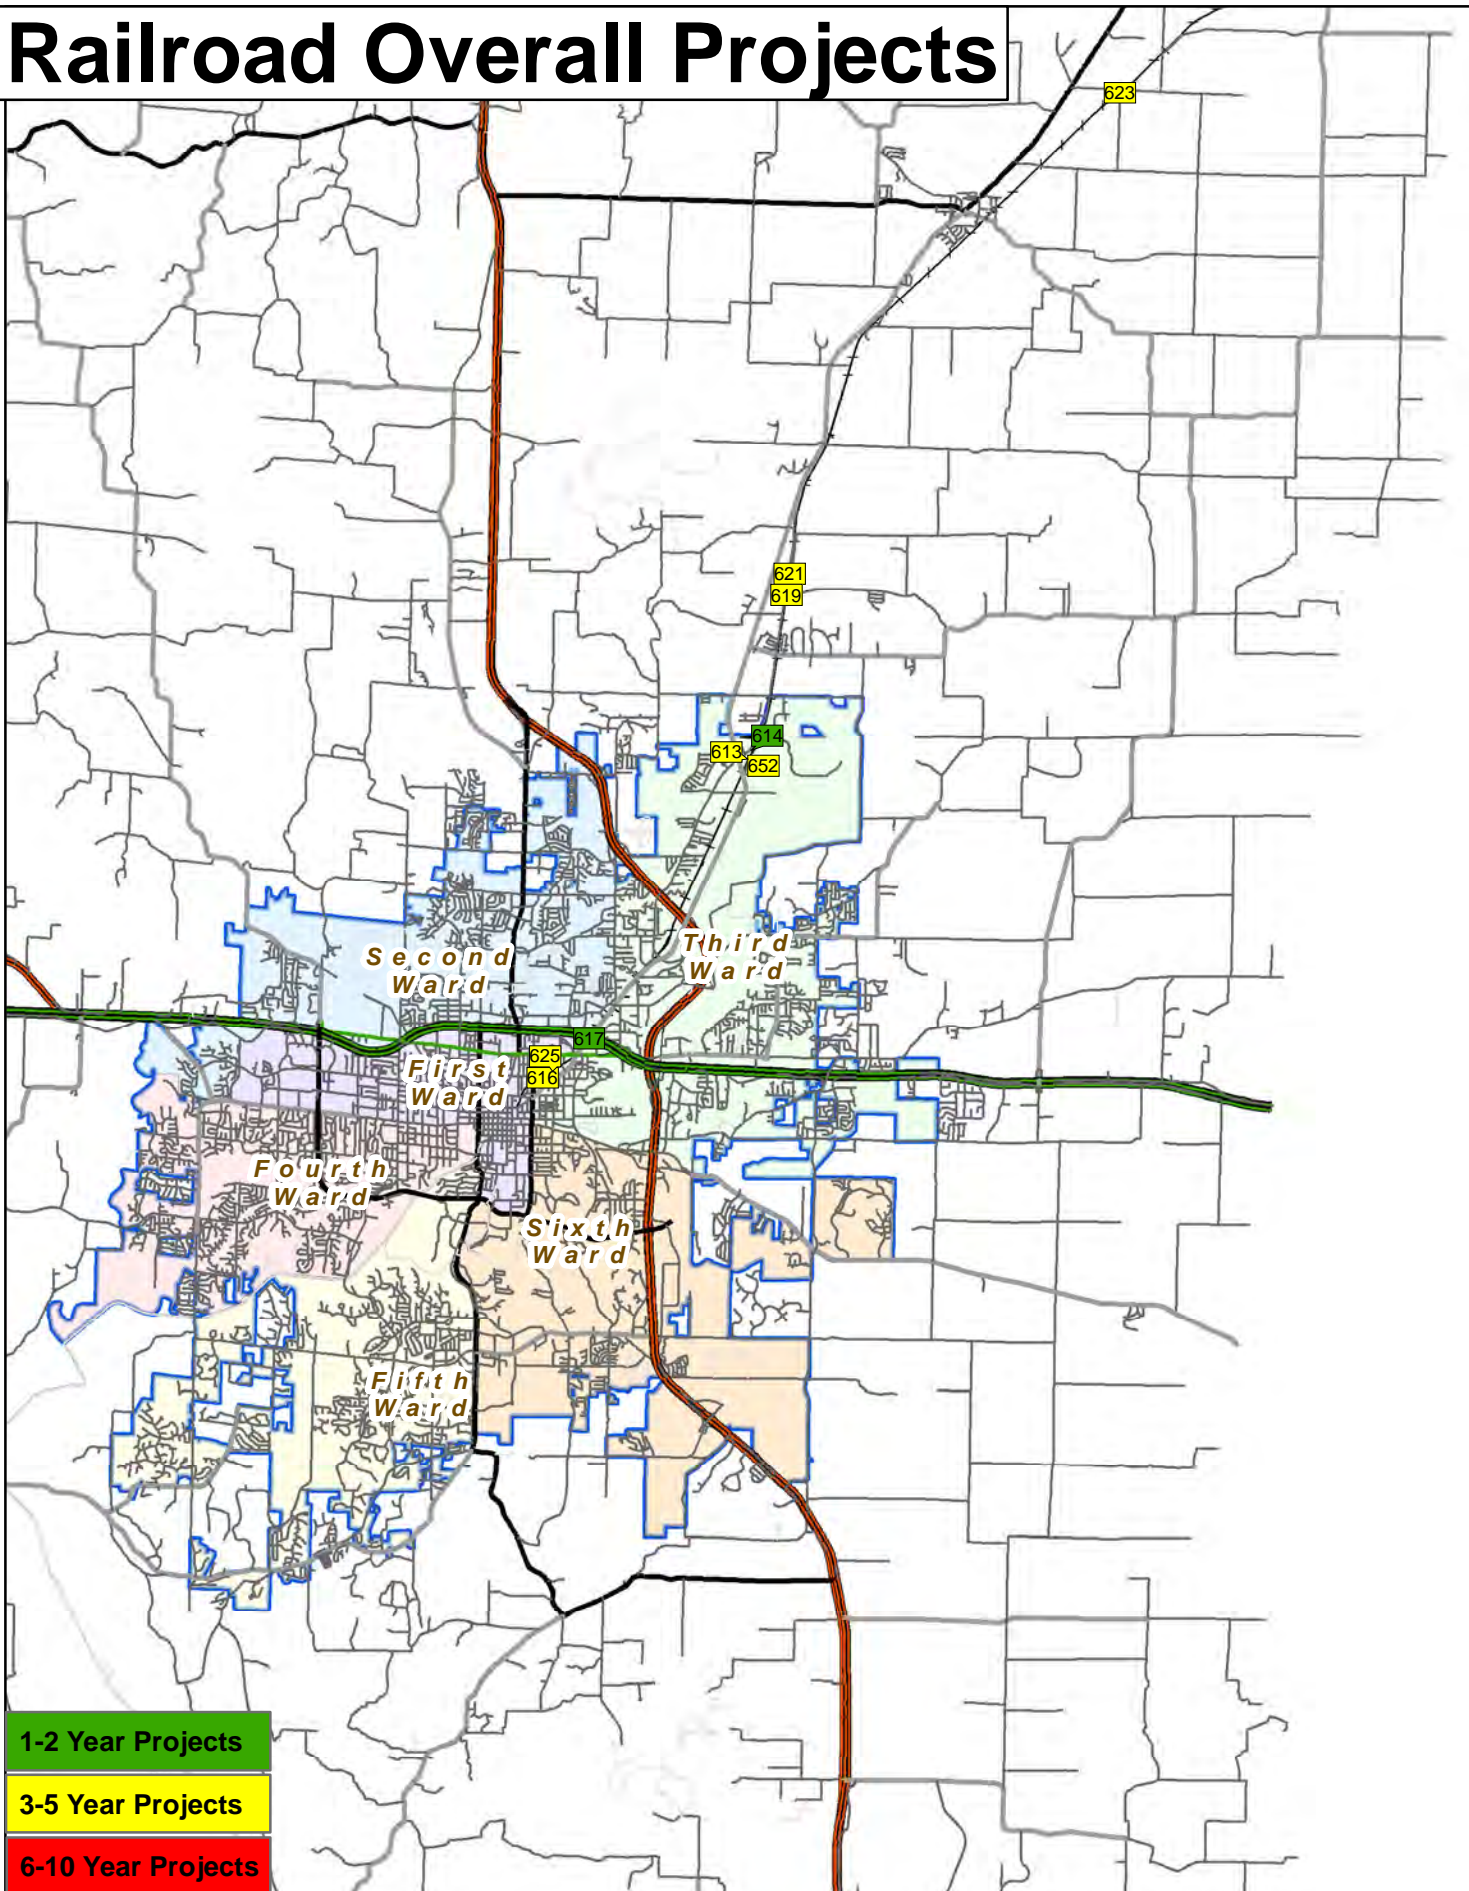 Railroad Overall Projects
623
621
619
614
613
652
Third
Ward
Second
Ward
617
625
First
616
Ward
Fourth
Ward
Sixth
Ward
Fifth
Ward
1-2 Year Projects
3-5 Year Projects
6-10 Year Projects